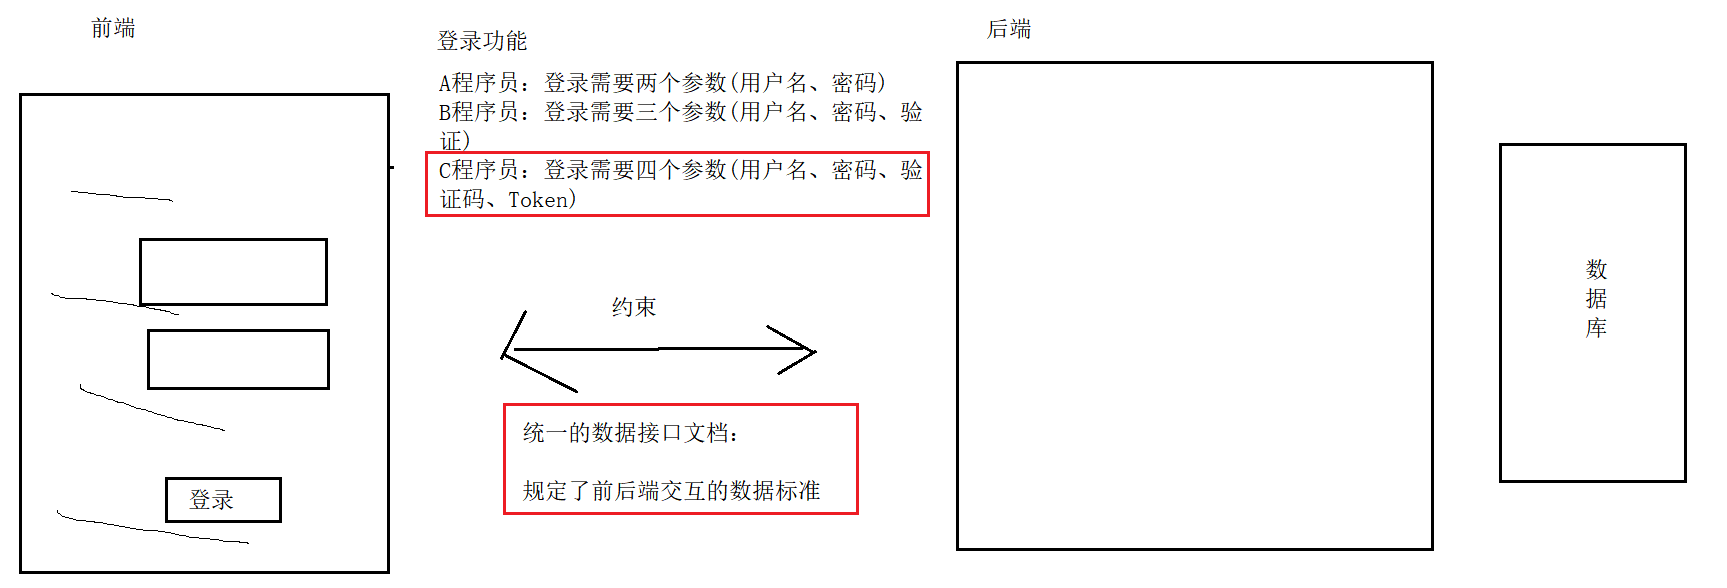 前端
登录功能
后端
A程序员：登录需要两个参数(用户名、密码)
B程序员：登录需要三个参数(用户名、密码、验
证)
C程序员：登录需要四个参数(用户名、密码、验
证码、Token)
约束
统一的数据接口文档：
规定了前后端交互的数据标准
登录
数
据
库